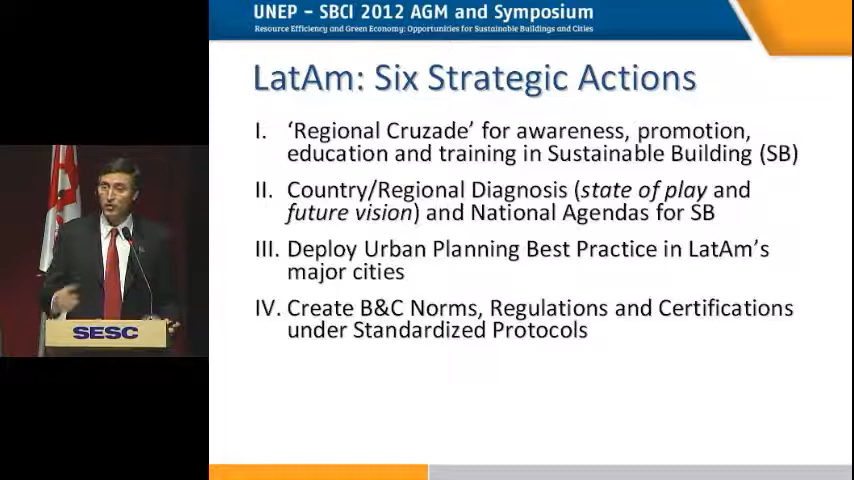 UNEP – SBCI 2012 AGM and Symposium
Resource Efficiency and Green Economy: Opportunities for Sustainable Buildings and Cities
LatAm: Six Strategic Actions
I. ‘Regional Cruzade’ for awareness, promotion,
education and training in Sustainable Building (SB)
II. Country/Regional Diagnosis (state of play and
future vision) and National Agendas for SB
III. Deploy Urban Planning Best Practice in LatAm’s
major cities
IV. Create B&C Norms, Regulations and Certifications
under Standardized Protocols
SESC